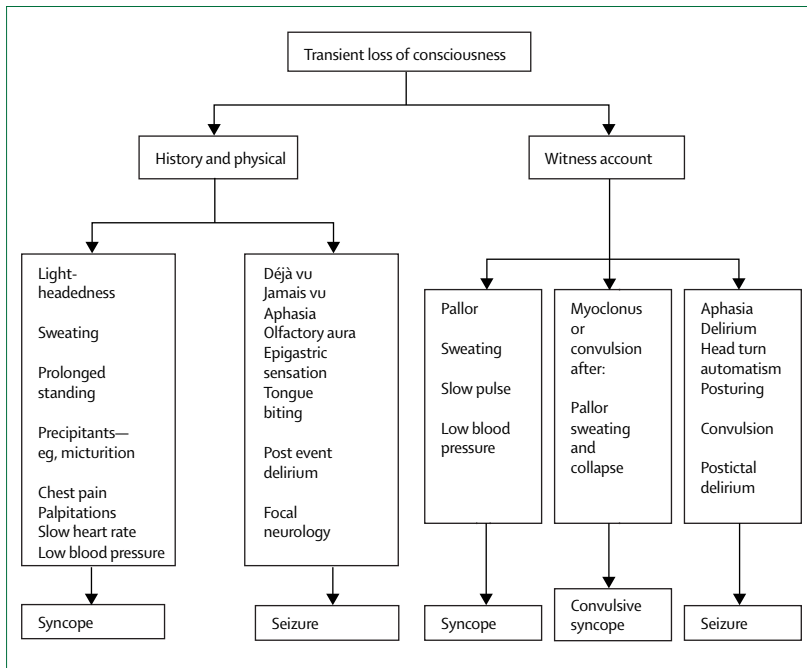 Transient loss of consciousness
History and physical
Witness account
Light-
headedness
Sweating
Prolonged
standing
Precipitants—
eg, micturition
Chest pain
Palpitations
Slow heart rate
Low blood pressure
Déjà vu
Jamais vu
Aphasia
Olfactory aura
Epigastric
sensation
Tongue
biting
Post event
delirium
Focal
neurology
Pallor
Sweating
Slow pulse
Low blood
pressure
Myoclonus
or
convulsion
after:
Pallor
sweating
and
collapse
Aphasia
Delirium
Head turn
automatism
Posturing
Convulsion
Postictal
delirium
Syncope
Seizure
Syncope
Convulsive
syncope
Seizure